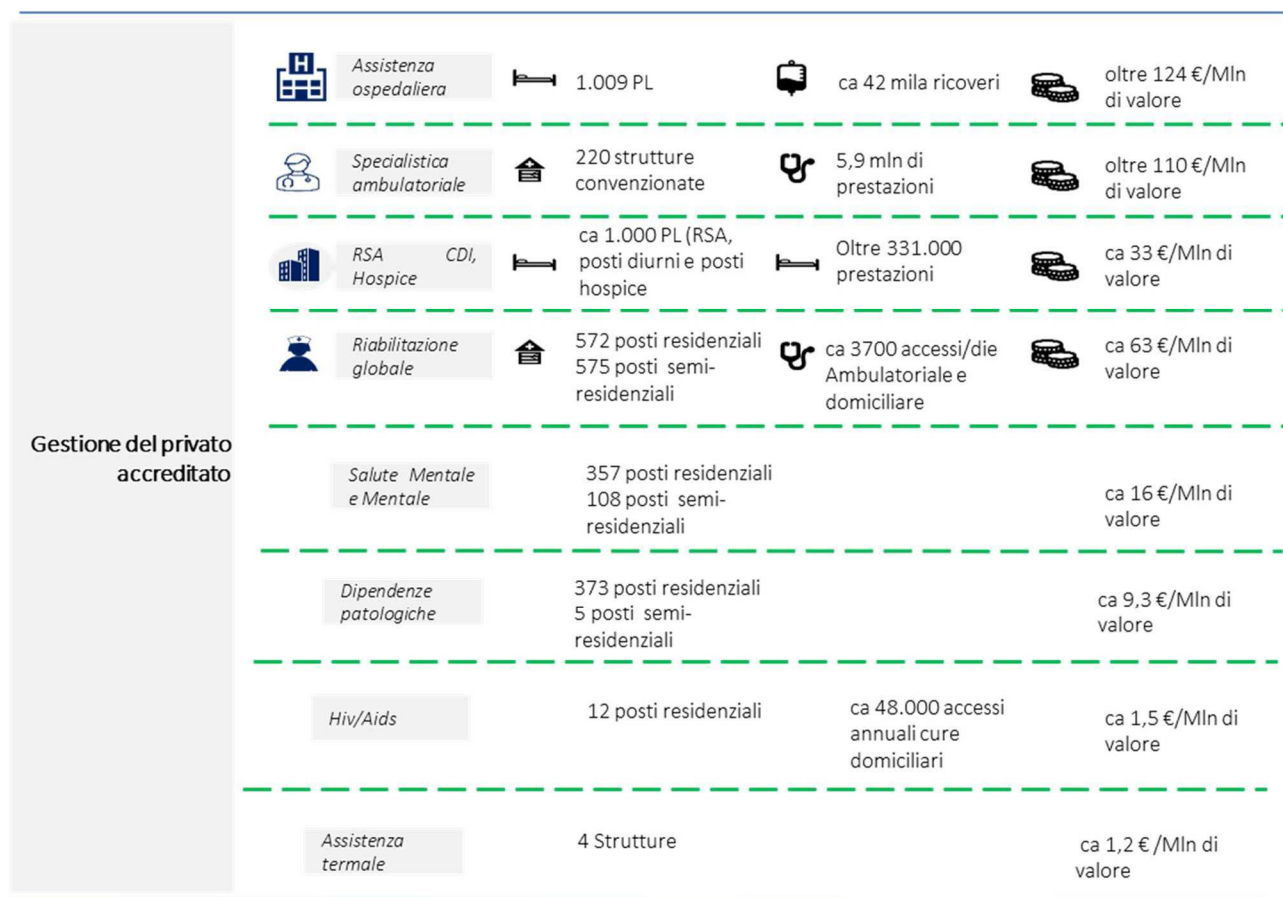 Gestione del privato
accreditato
Assistenza
ospedaliera
1.009 PL
ca 42 mila ricoveri
oltre 124 €/Mln
di valore
Specialistica
ambulatoriale
220 strutture
convenzionate
5,9 mln di
prestazioni
oltre 110 €/Mln
di valore
RSA CDI,
Hospice
ca 1.000 PL (RSA,
posti diurni e posti
hospice
Oltre 331.000
prestazioni
ca 33 €/Mln di
valore
Riabilitazione
globale
572 posti residenziali
575 posti semi-
residenziali
ca 3700 accessi/die
Ambulatoriale e
domiciliare
ca 63 €/Mln di
valore
Salute Mentale
e Mentale
357 posti residenziali
108 posti semi-
residenziali
ca 16 €/Mln di
valore
Dipendenze
patologiche
373 posti residenziali
5 posti semi-
residenziali
ca 9,3 €/Mln di
valore
Hiv/Aids
12 posti residenziali
ca 48.000 accessi
annuali cure
domiciliari
ca 1,5 €/Mln di
valore
Assistenza
termale
4 Strutture
ca 1,2 € /Mln di
valore